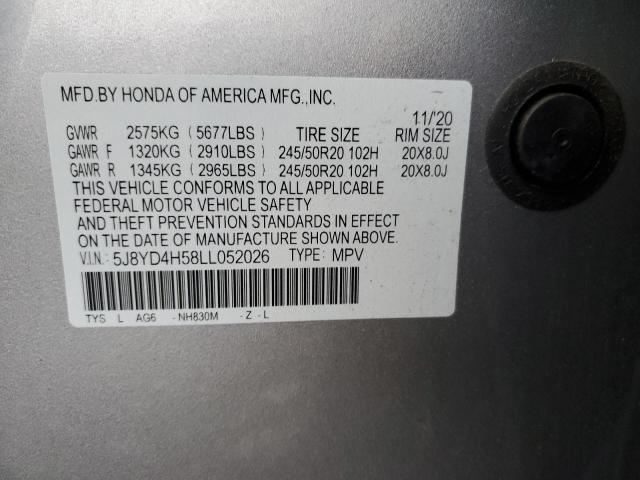 MFD.BY HONDA OF AMERICA MFG.,INC.
11/'20
GVWR 2575KG (5677LBS) TIRE SIZE RIM SIZE
GAWR F 1320KG (2910LBS) 245/50R20 102H 20X8.0J
GAWR R 1345KG (2965LBS) 245/50R20 102H 20X8.0J
THIS VEHICLE CONFORMS TO ALL APPLICABLE
FEDERAL MOTOR VEHICLE SAFETY
AND THEFT PREVENTION STANDARDS IN EFFECT
ON THE DATE OF MANUFACTURE SHOWN ABOVE.
V.I.N.: 5J8YD4H58LL052026 TYPE: MPV
TYS L AG6 -NH830M -Z -L